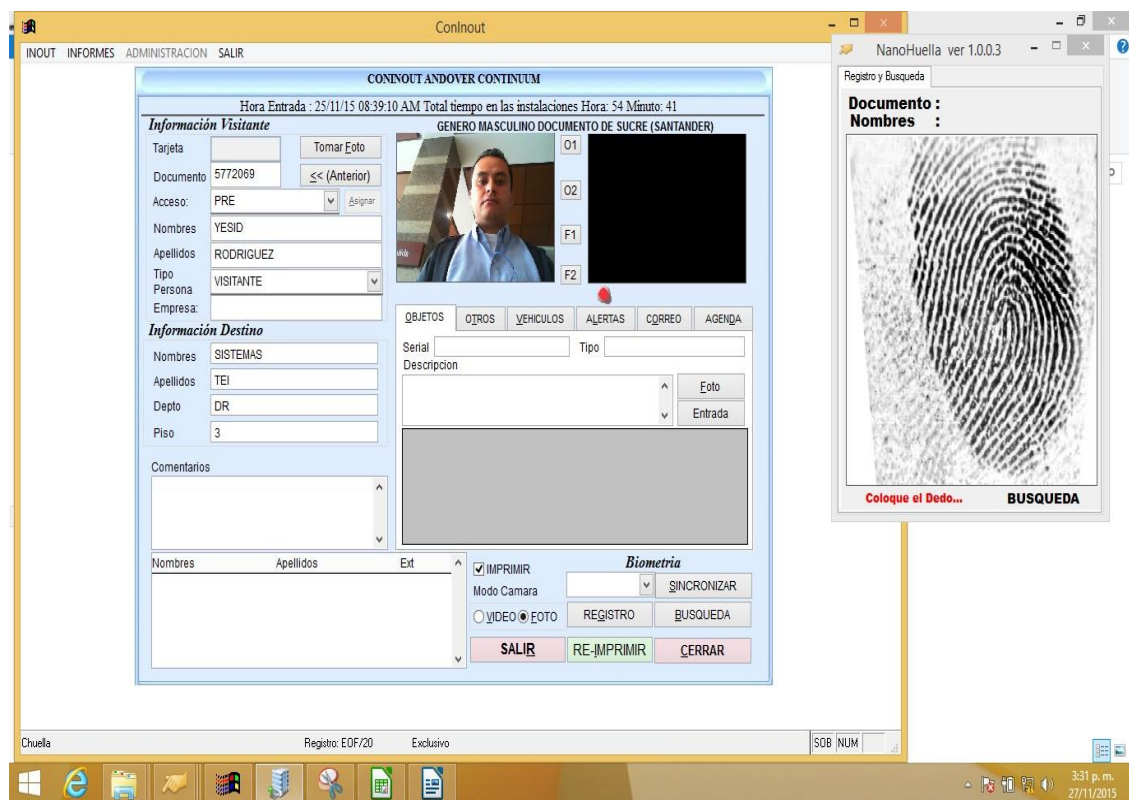 ConInout
INOUT INFORMES ADMINISTRACION SALIR
CONINOUT ANDOVER CONTINUUM
Hora Entrada : 25/11/15 08:39:10 AM Total tiempo en las instalaciones Hora: 54 Minuto: 41
Información Visitante
GENERO MASCULINO DOCUMENTO DE SUCRE (SANTANDER)
Tarjeta
Tomar Foto
Documento 5772069
<< (Anterior)
Acceso: PRE
Asignar
Nombres YESID
Apellidos RODRIGUEZ
Tipo Persona VISITANTE
Empresa:
Información Destino
Nombres SISTEMAS
Apellidos TEI
Depto DR
Piso 3
Comentarios
O1
O2
F1
F2
OBJETOS OTROS VEHICULOS ALERTAS CORREO AGENDA
Serial Tipo
Descripcion
Foto
Entrada
Nombres Apellidos Ext
IMPRIMIR
Biometria
Modo Camara
SINCRONIZAR
VIDEO FOTO
REGISTRO
BUSQUEDA
SALIR
RE-IMPRIMIR
CERRAR
NanoHuella ver 1.0.0.3
Registro y Busqueda
Documento :
Nombres :
Coloque el Dedo...
BUSQUEDA
Chuella Registro: EOF/20 Exclusivo SOB NUM
3:31 p. m.
27/11/2015